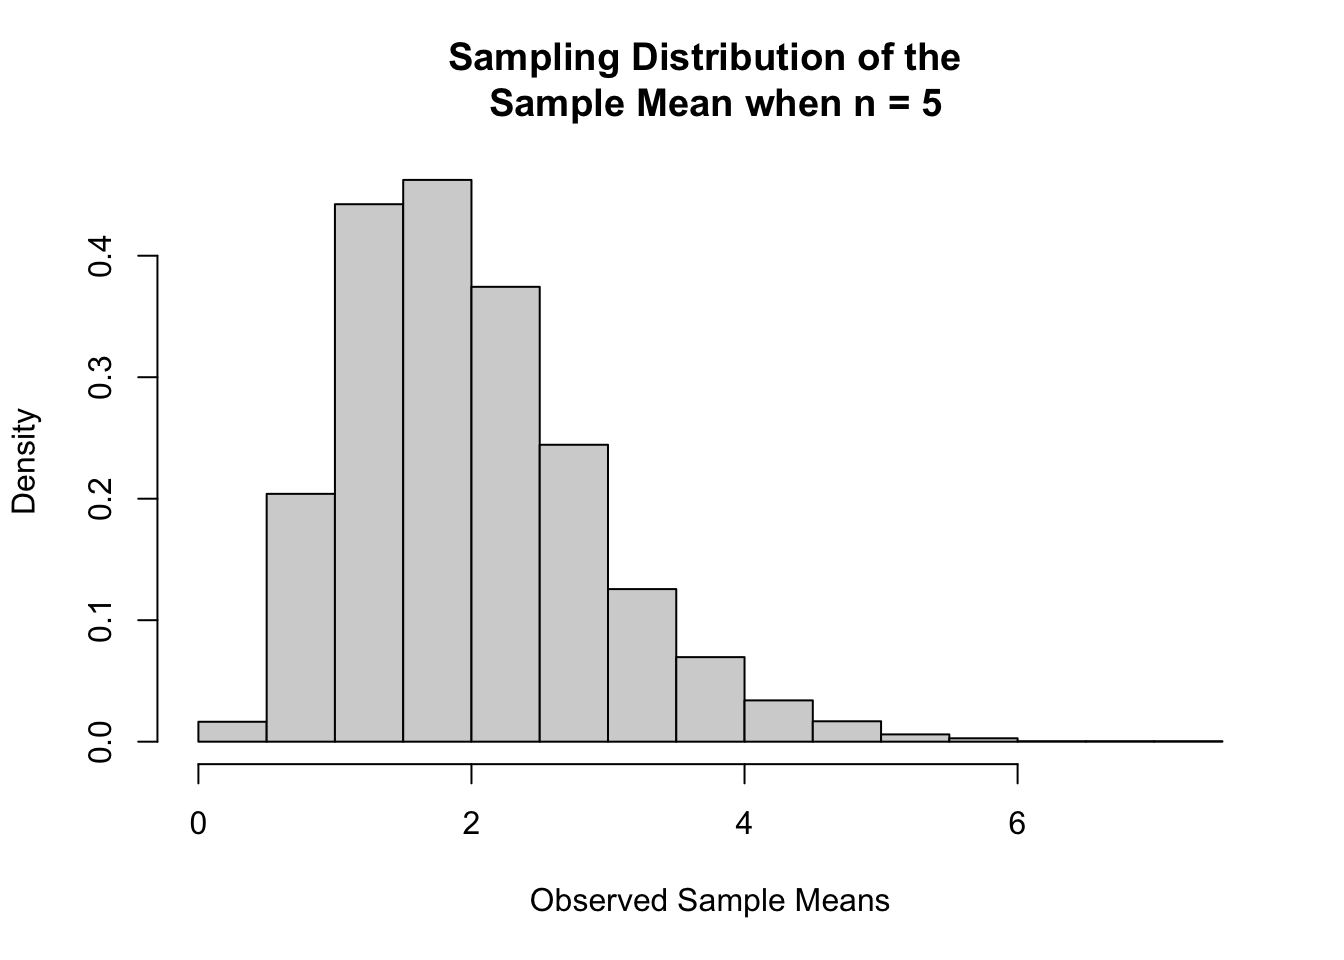 Sampling Distribution of the
Sample Mean when n = 5
Density
0.4
0.3
0.2
0.1
0.0
0 2 4 6
Observed Sample Means